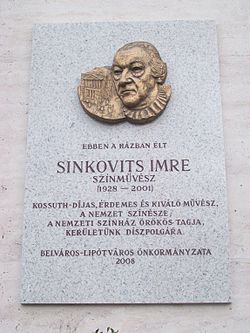 EBBEN A HÁZBAN ÉLT
SINKOVITS IMRE
SZÍNMŰVÉSZ
(1928 — 2001)
KOSSUTH-DÍJAS, ÉRDEMES ÉS KIVÁLÓ MŰVÉSZ,
A NEMZET SZÍNÉSZE,
A NEMZETI SZÍNHÁZ ÖRÖKÖS TAGJA,
KERÜLETÜNK DÍSZPOLGÁRA
BELVÁROS-LIPÓTVÁROS ÖNKORMÁNYZATA
2008